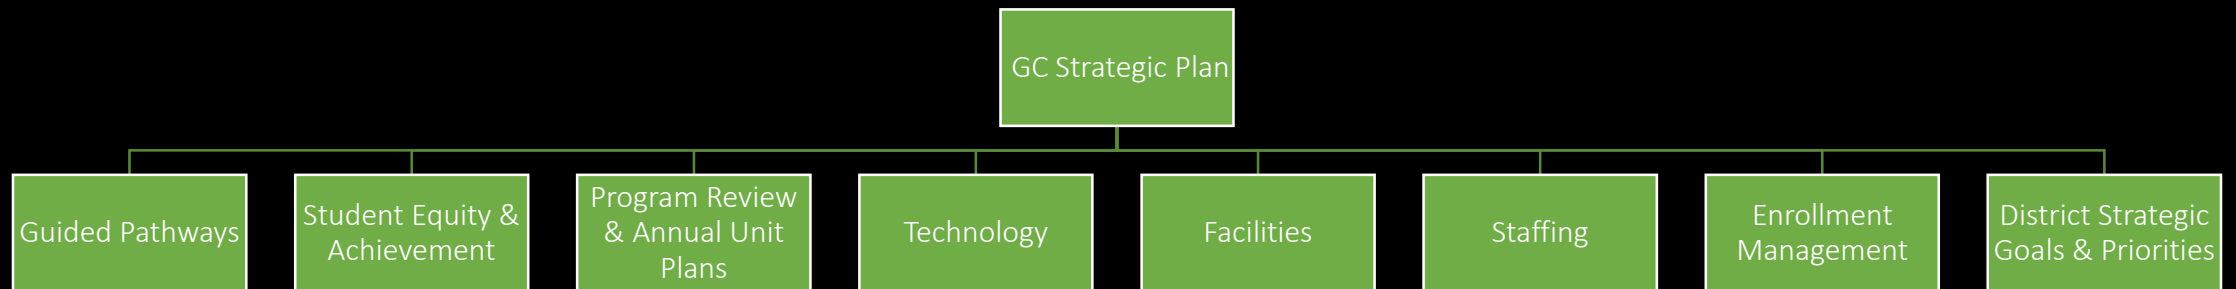 GC Strategic Plan
Guided Pathways
Student Equity &
Achievement
Program Review
& Annual Unit
Plans
Technology
Facilities
Staffing
Enrollment
Management
District Strategic
Goals & Priorities